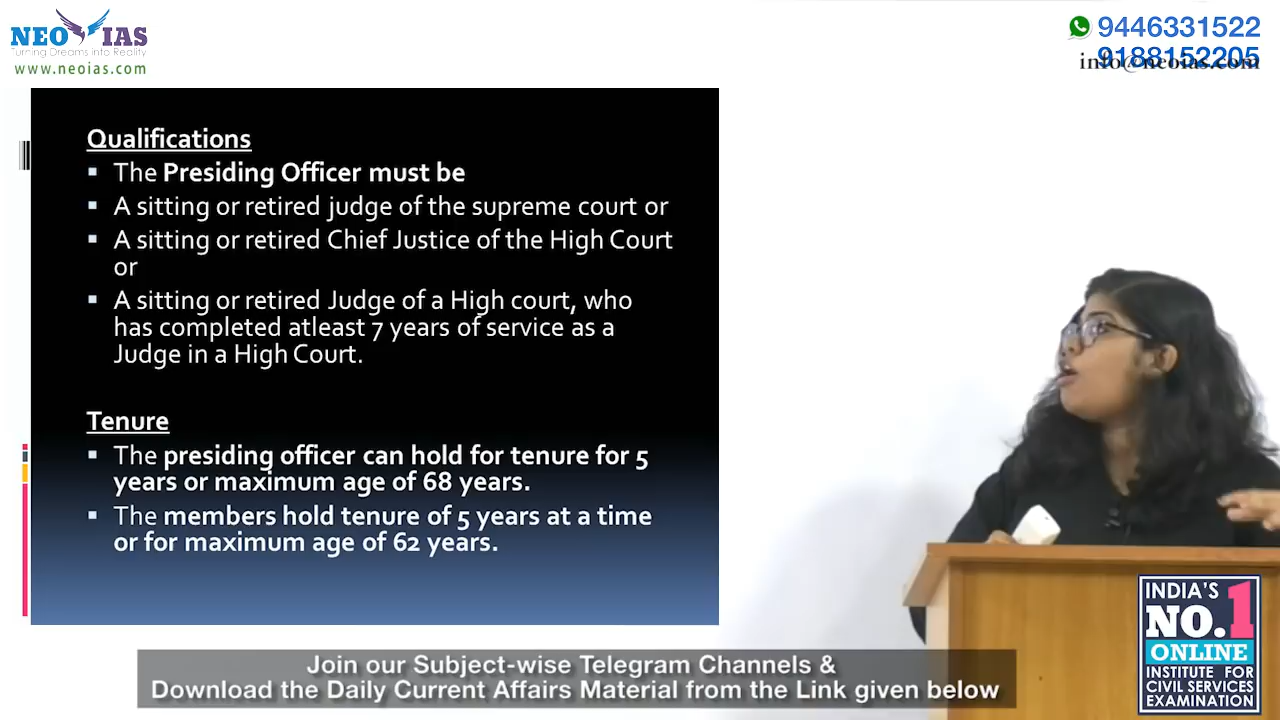 NEO IAS
Turning Dreams into Reality
www.neoias.com
9446331522
9188152205
info@neoias.com
Qualifications
▪ The Presiding Officer must be
▪ A sitting or retired judge of the supreme court or
▪ A sitting or retired Chief Justice of the High Court
or
▪ A sitting or retired Judge of a High court, who
has completed atleast 7 years of service as a
Judge in a High Court.
Tenure
▪ The presiding officer can hold for tenure for 5
years or maximum age of 68 years.
▪ The members hold tenure of 5 years at a time
or for maximum age of 62 years.
INDIA'S
NO.1
ONLINE
INSTITUTE FOR
CIVIL SERVICES
EXAMINATION
Join our Subject-wise Telegram Channels &
Download the Daily Current Affairs Material from the Link given below